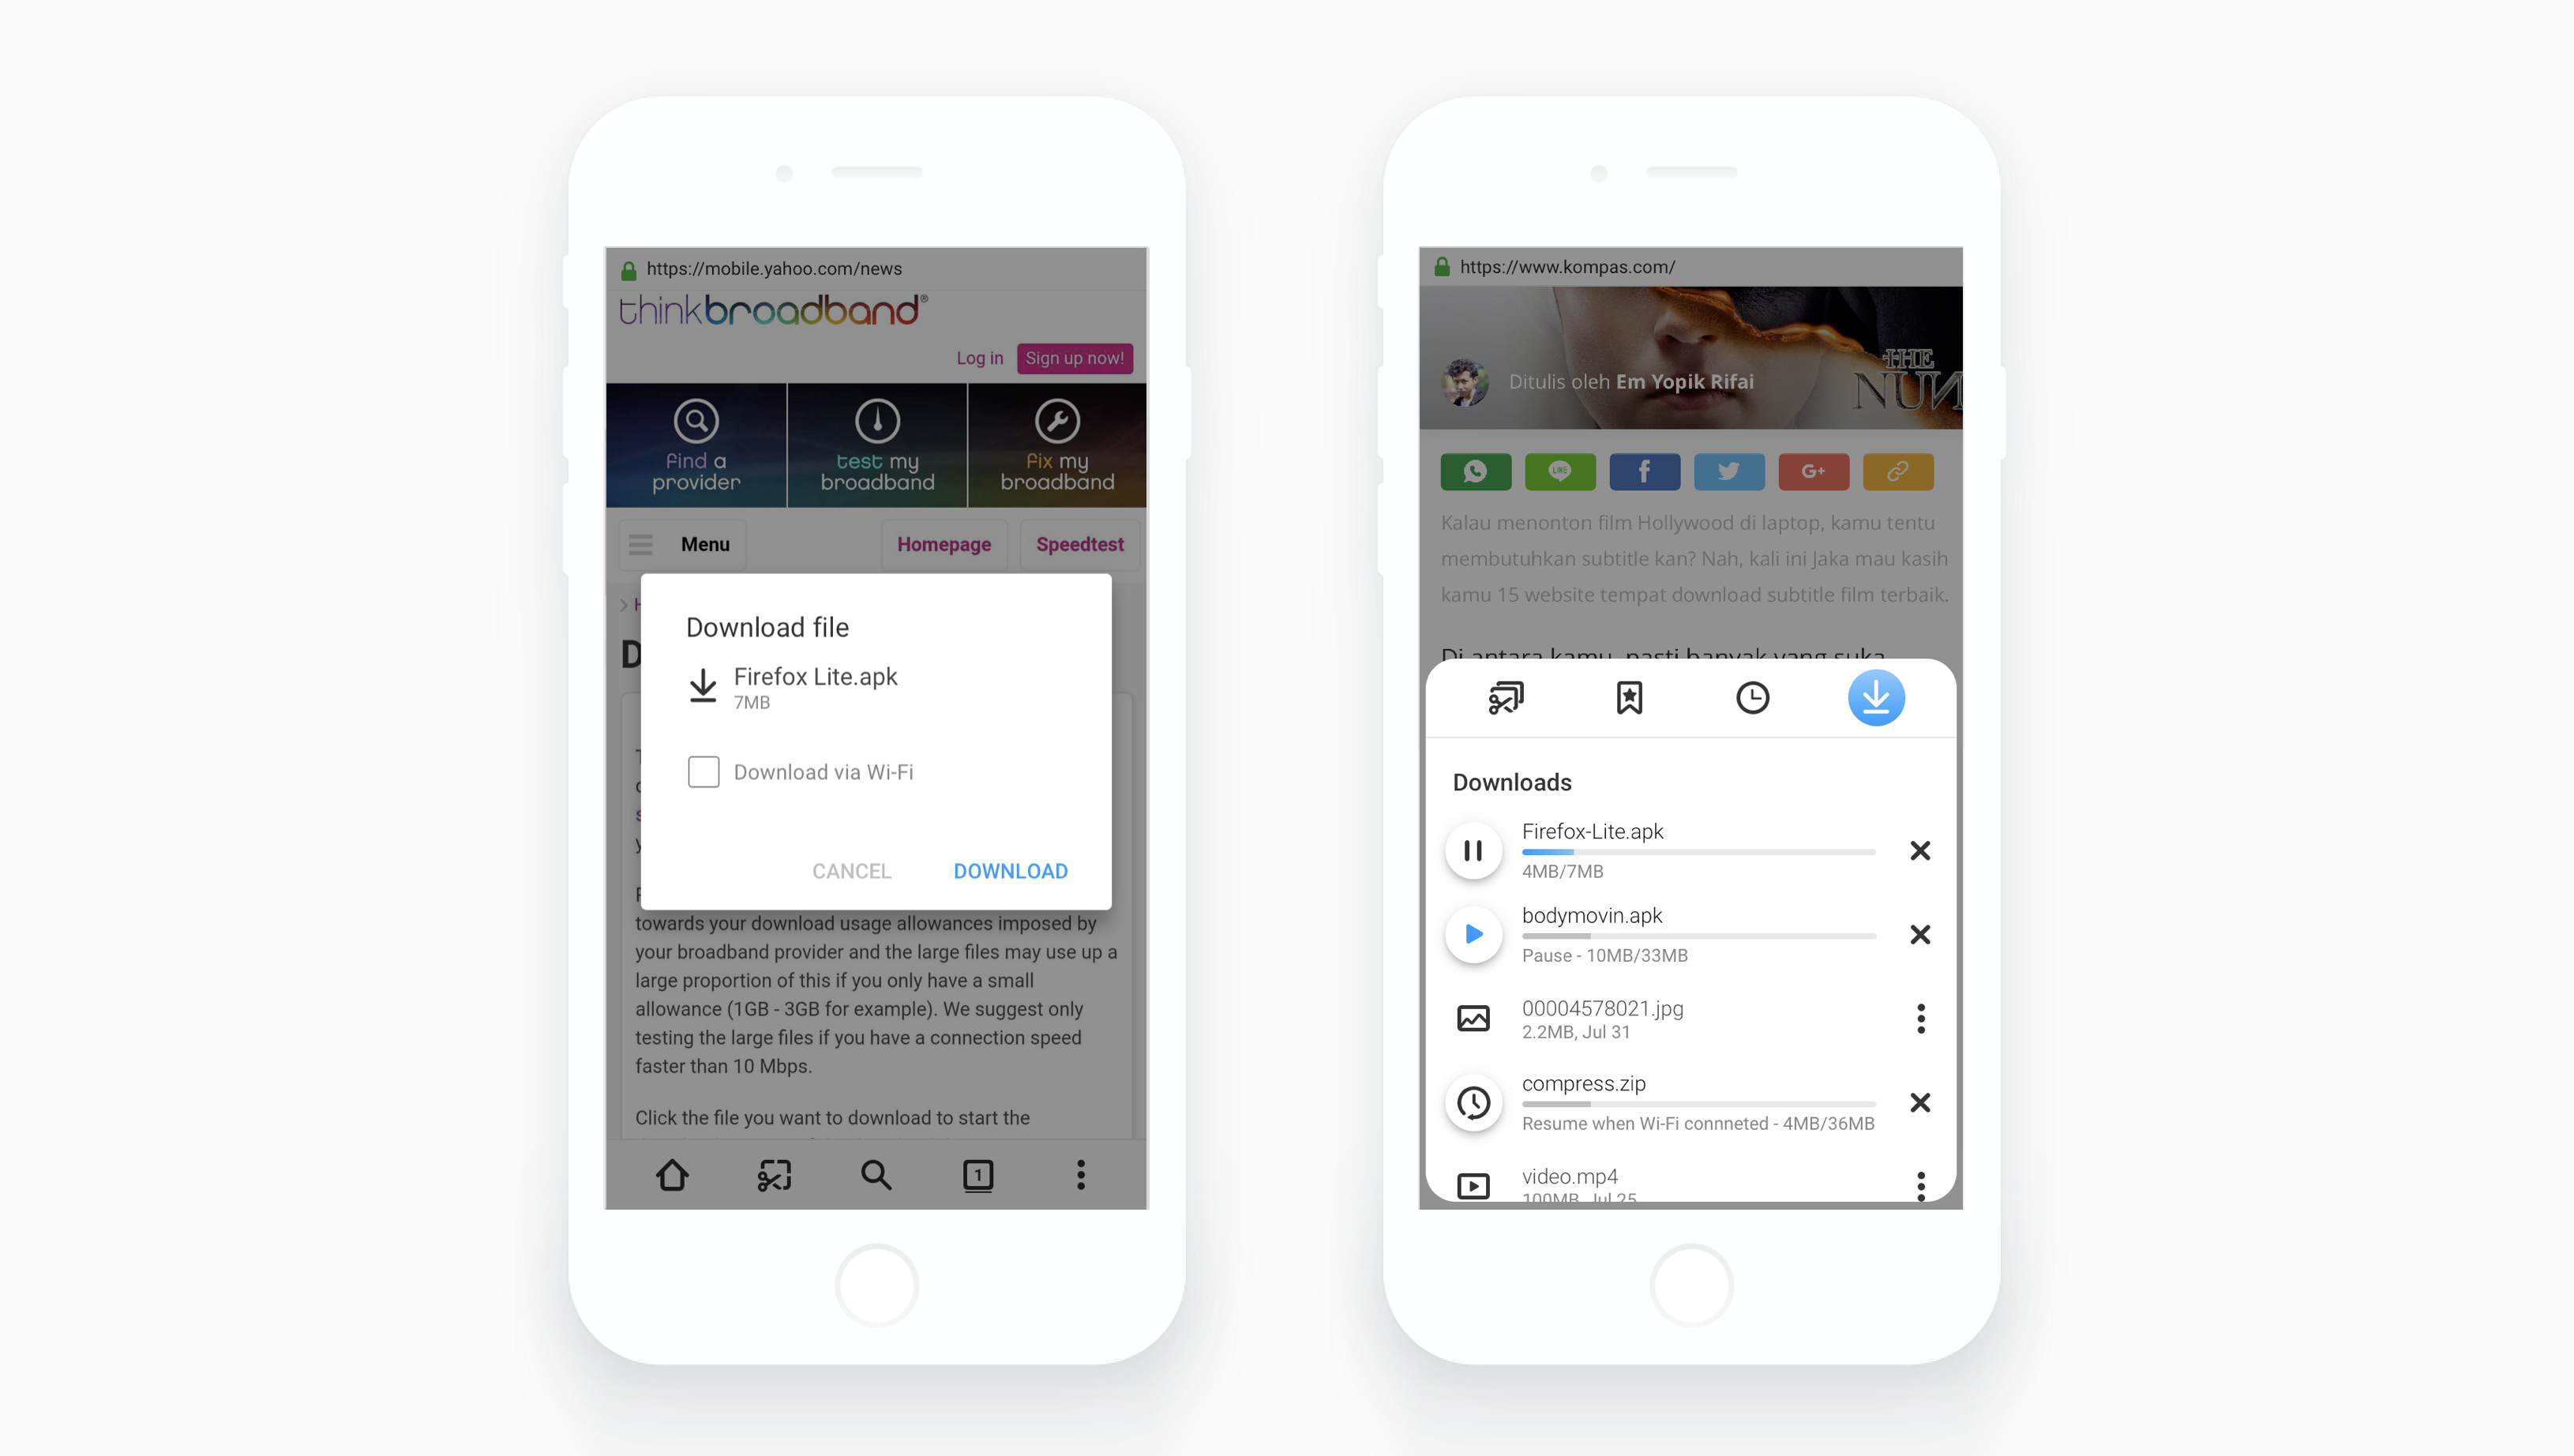 https://mobile.yahoo.com/news
thinkbroadband®
Log in
Sign up now!
find a
provider
test my
broadband
fix my
broadband
Menu
Homepage
Speedtest
Download file
Firefox Lite.apk
7MB
Download via Wi-Fi
CANCEL
DOWNLOAD
towards your download usage allowances imposed by
your broadband provider and the large files may use up a
large proportion of this if you only have a small
allowance (1GB - 3GB for example). We suggest only
testing the large files if you have a connection speed
faster than 10 Mbps.
Click the file you want to download to start the
1
https://www.kompas.com/
Ditulis oleh Em Yopik Rifai
THE
NUN
LINE
G+
Kalau menonton film Hollywood di laptop, kamu tentu
membutuhkan subtitle kan? Nah, kali ini Jaka mau kasih
kamu 15 website tempat download subtitle film terbaik.
Di antara kamu, pasti banyak yang suka
Downloads
Firefox-Lite.apk
4MB/7MB
bodymovin.apk
Pause - 10MB/33MB
00004578021.jpg
2.2MB, Jul 31
compress.zip
Resume when Wi-Fi connneted - 4MB/36MB
video.mp4
100MB, Jul 25